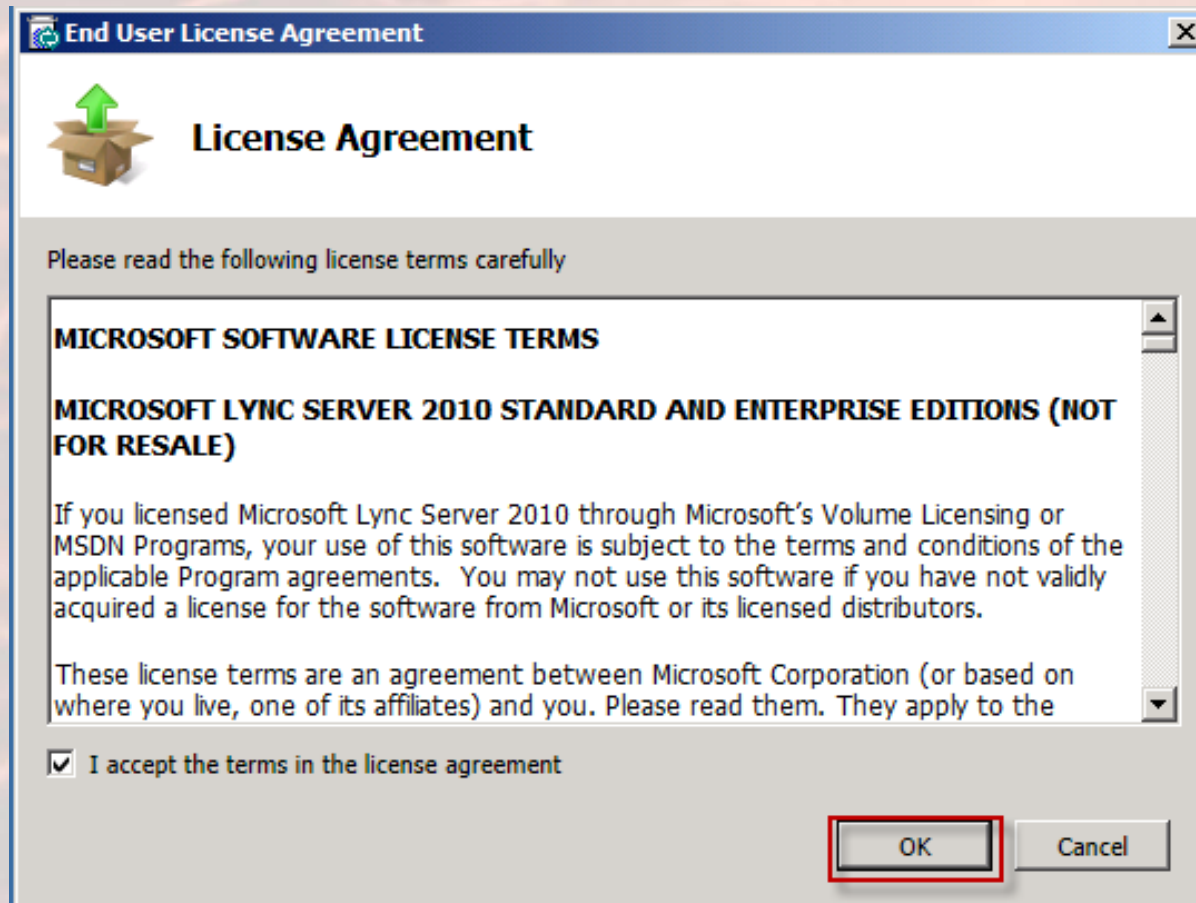 End User License Agreement
License Agreement
Please read the following license terms carefully
MICROSOFT SOFTWARE LICENSE TERMS
MICROSOFT LYNC SERVER 2010 STANDARD AND ENTERPRISE EDITIONS (NOT
FOR RESALE)
If you licensed Microsoft Lync Server 2010 through Microsoft’s Volume Licensing or
MSDN Programs, your use of this software is subject to the terms and conditions of the
applicable Program agreements.  You may not use this software if you have not validly
acquired a license for the software from Microsoft or its licensed distributors.
These license terms are an agreement between Microsoft Corporation (or based on
where you live, one of its affiliates) and you. Please read them. They apply to the
I accept the terms in the license agreement
OK Cancel